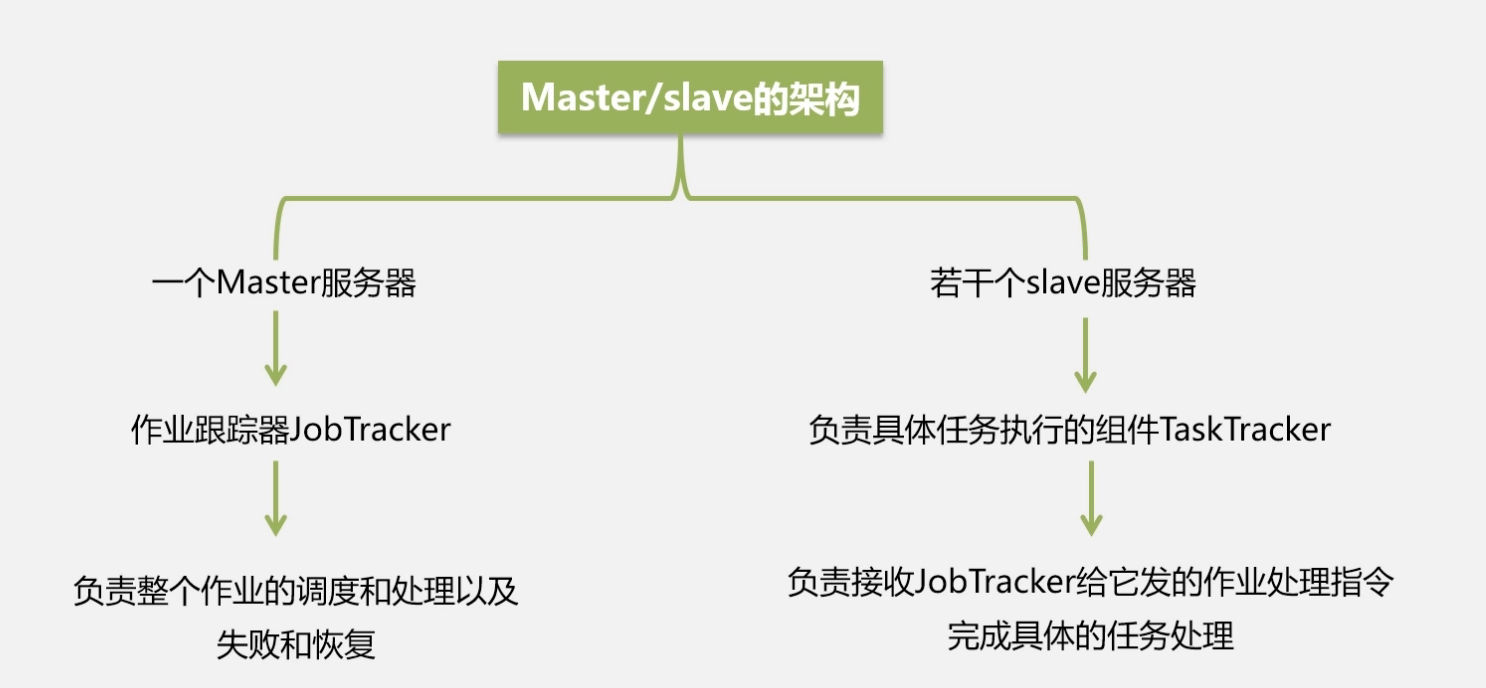 Master/slave的架构
一个Master服务器
若干个slave服务器
作业跟踪器JobTracker
负责具体任务执行的组件TaskTracker
负责整个作业的调度和处理以及
失败和恢复
负责接收JobTracker给它发的作业处理指令
完成具体的任务处理